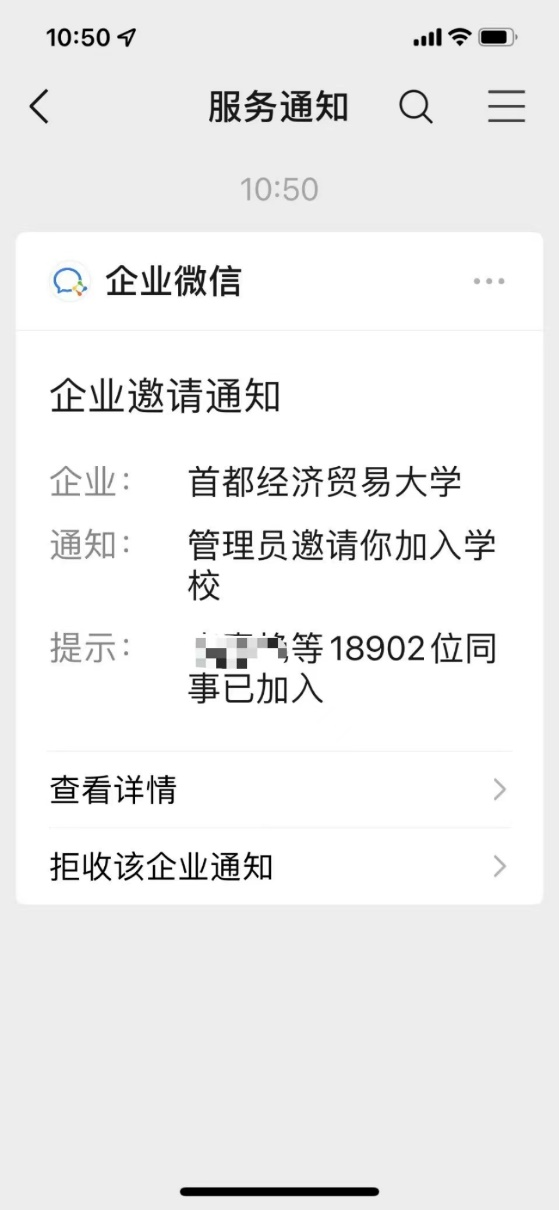 10:50
服务通知
10:50
企业微信
企业邀请通知
企业： 首都经济贸易大学
通知： 管理员邀请你加入学
校
提示： 等18902位同
事已加入
查看详情
拒收该企业通知